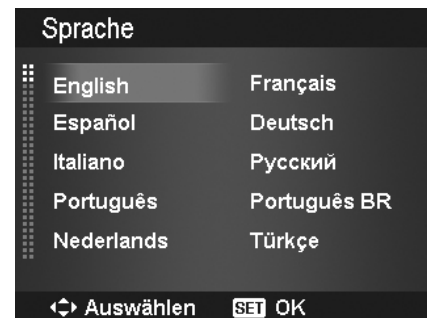 Sprache
English Français
Español Deutsch
Italiano Русский
Português Português BR
Nederlands Türkçe
Auswählen SET OK